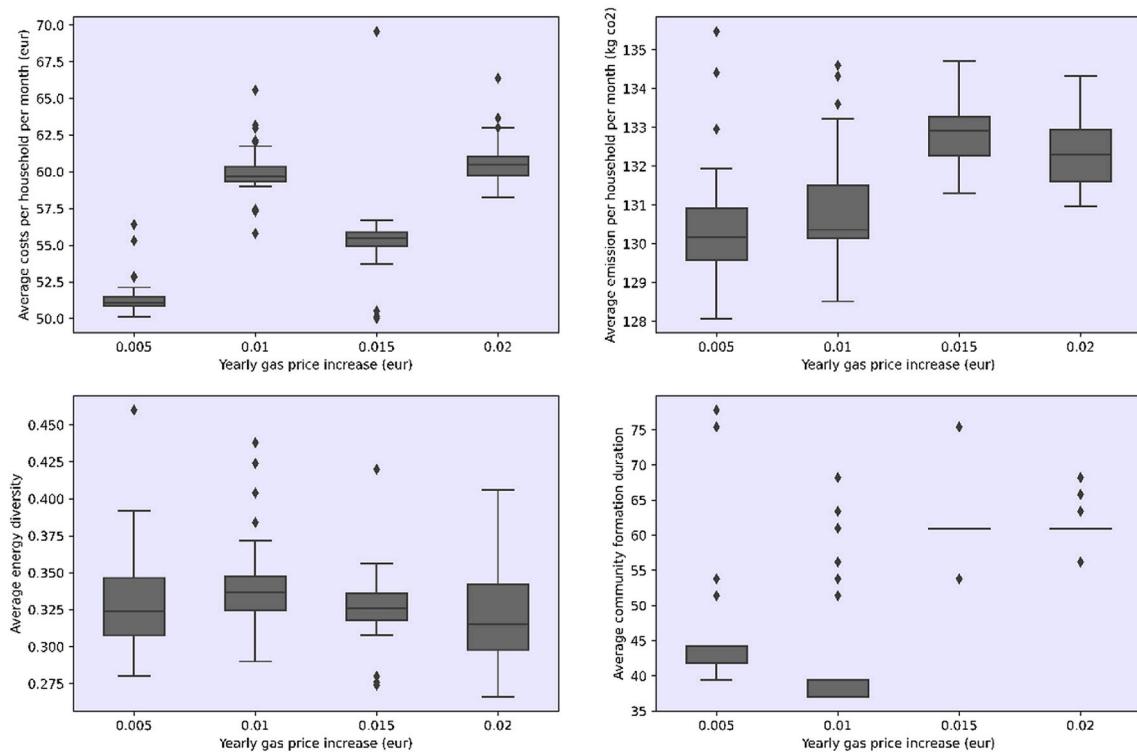 70.0
67.5
65.0
62.5
60.0
57.5
55.0
52.5
50.0
Average costs per household per month (eur)
0.005 0.01 0.015 0.02
Yearly gas price increase (eur)
135
134
133
132
131
130
129
128
Average emission per household per month (kg co2)
0.005 0.01 0.015 0.02
Yearly gas price increase (eur)
0.450
0.425
0.400
0.375
0.350
0.325
0.300
0.275
Average energy diversity
0.005 0.01 0.015 0.02
Yearly gas price increase (eur)
75
70
65
60
55
50
45
40
35
Average community formation duration
0.005 0.01 0.015 0.02
Yearly gas price increase (eur)